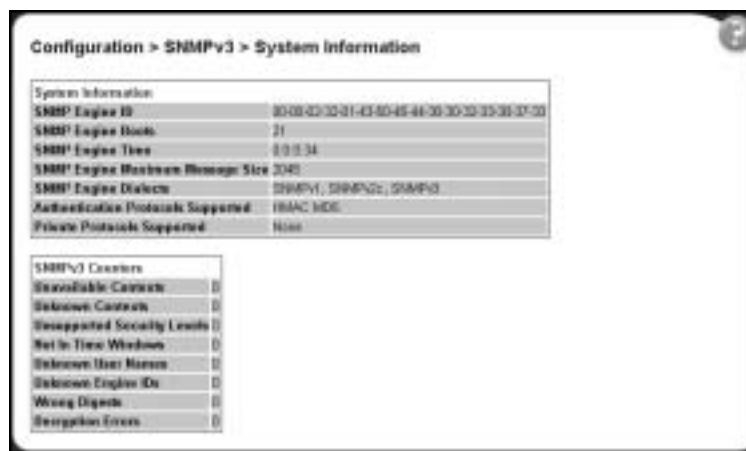 Configuration > SNMPv3 > System Information
System Information
SNMP Engine ID
SNMP Engine Boots 21
SNMP Engine Time
SNMP Engine Maximum Message Size 2048
SNMP Engine Dialects SNMPv1, SNMPv2c, SNMPv3
Authentication Protocols Supported HMAC MD5
Private Protocols Supported None
SNMPv3 Counters
Unavailable Contexts 0
Unknown Contexts 0
Unsupported Security Levels 0
Not In Time Windows 0
Unknown User Names 0
Unknown Engine IDs 0
Wrong Digests 0
Decryption Errors 0
?